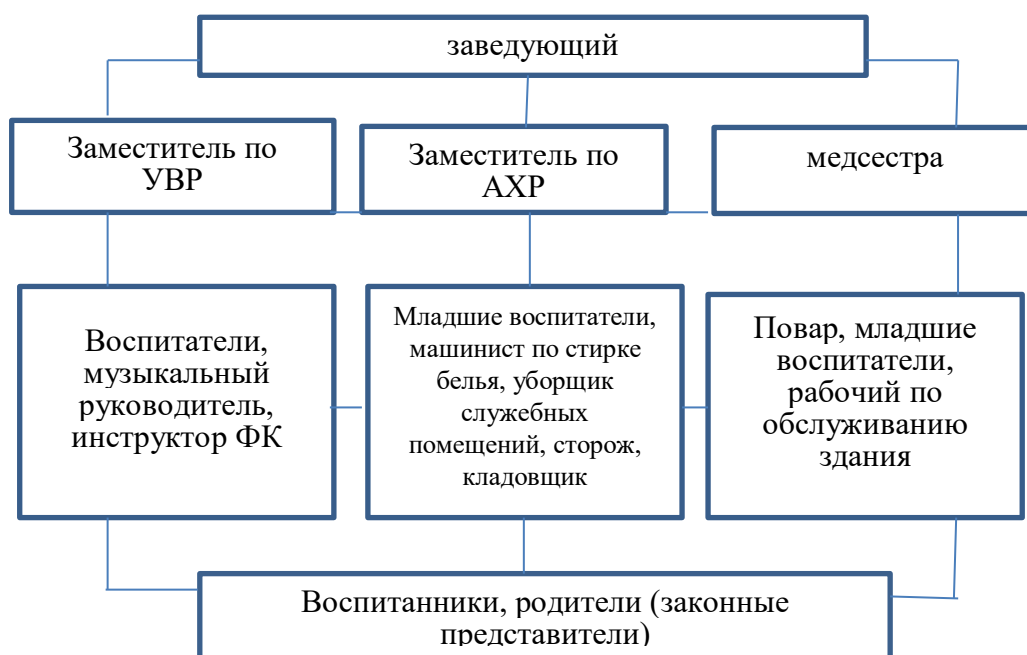 заведующий
Заместитель по
УВР
Заместитель по
АХР
медсестра
Воспитатели,
музыкальный
руководитель,
инструктор ФК
Младшие воспитатели,
машинист по стирке
белья, уборщик
служебных
помещений, сторож,
кладовщик
Повар, младшие
воспитатели,
рабочий по
обслуживанию
здания
Воспитанники, родители (законные
представители)